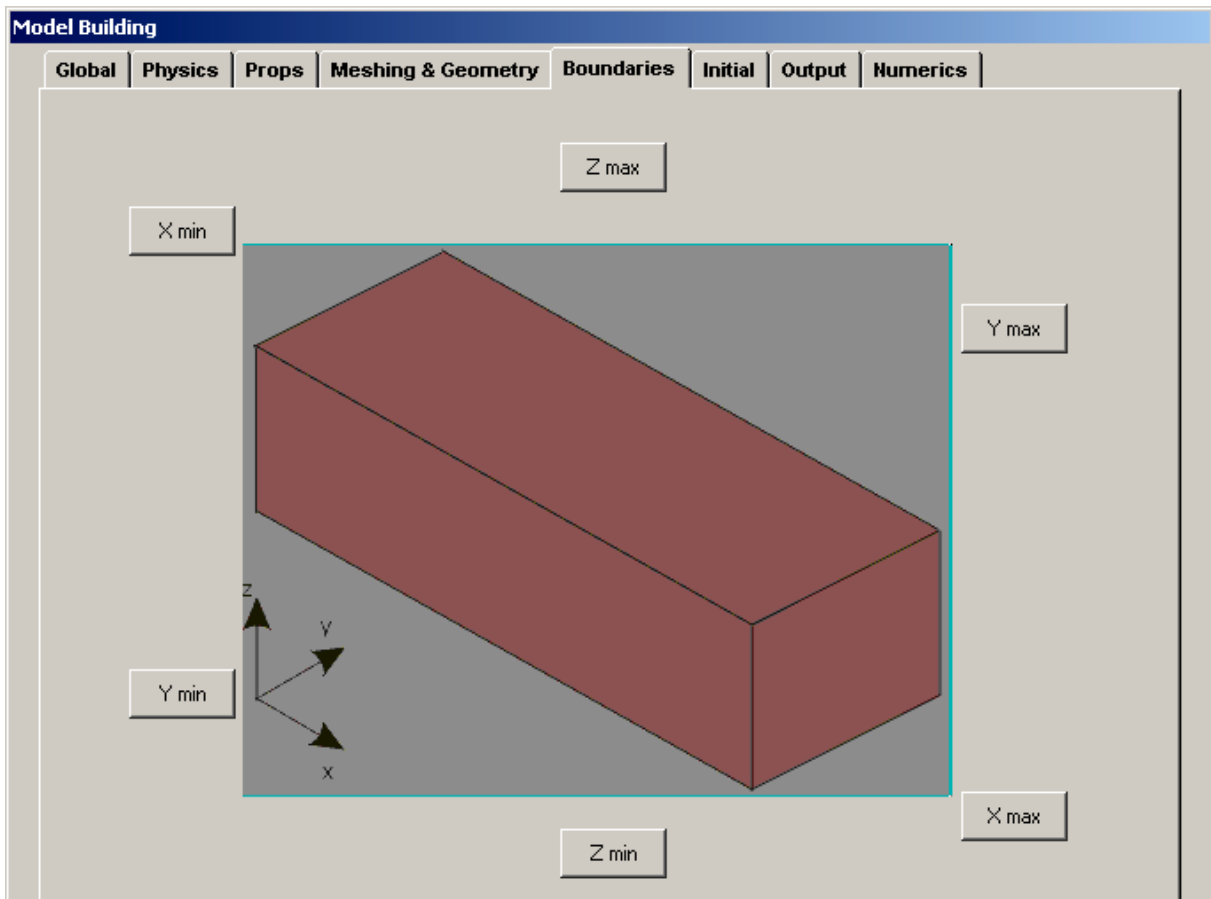 Model Building
Global Physics Props Meshing & Geometry Boundaries Initial Output Numerics
Z max
X min
Y max
z
y
Y min
x
X max
Z min